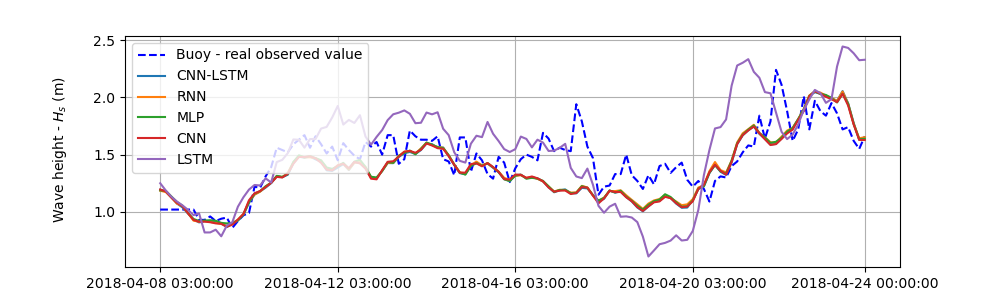 2.5
2.0
1.5
1.0
Wave height - Hs (m)
Buoy - real observed value
CNN-LSTM
RNN
MLP
CNN
LSTM
2018-04-08 03:00:00
2018-04-12 03:00:00
2018-04-16 03:00:00
2018-04-20 03:00:00
2018-04-24 00:00:00